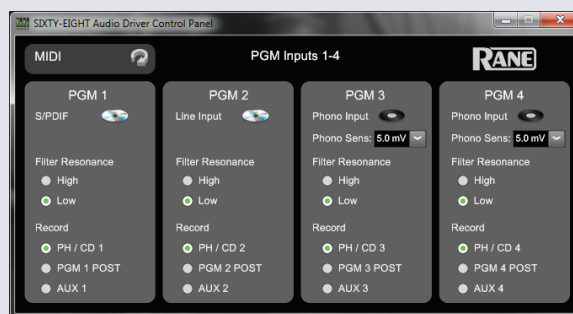 SIXTY-EIGHT Audio Driver Control Panel
MIDI
PGM Inputs 1-4
RANE
PGM 1
S/PDIF
Filter Resonance
High
Low
Record
PH / CD 1
PGM 1 POST
AUX 1
PGM 2
Line Input
Filter Resonance
High
Low
Record
PH / CD 2
PGM 2 POST
AUX 2
PGM 3
Phono Input
Phono Sens: 5.0 mV
Filter Resonance
High
Low
Record
PH / CD 3
PGM 3 POST
AUX 3
PGM 4
Phono Input
Phono Sens: 5.0 mV
Filter Resonance
High
Low
Record
PH / CD 4
PGM 4 POST
AUX 4